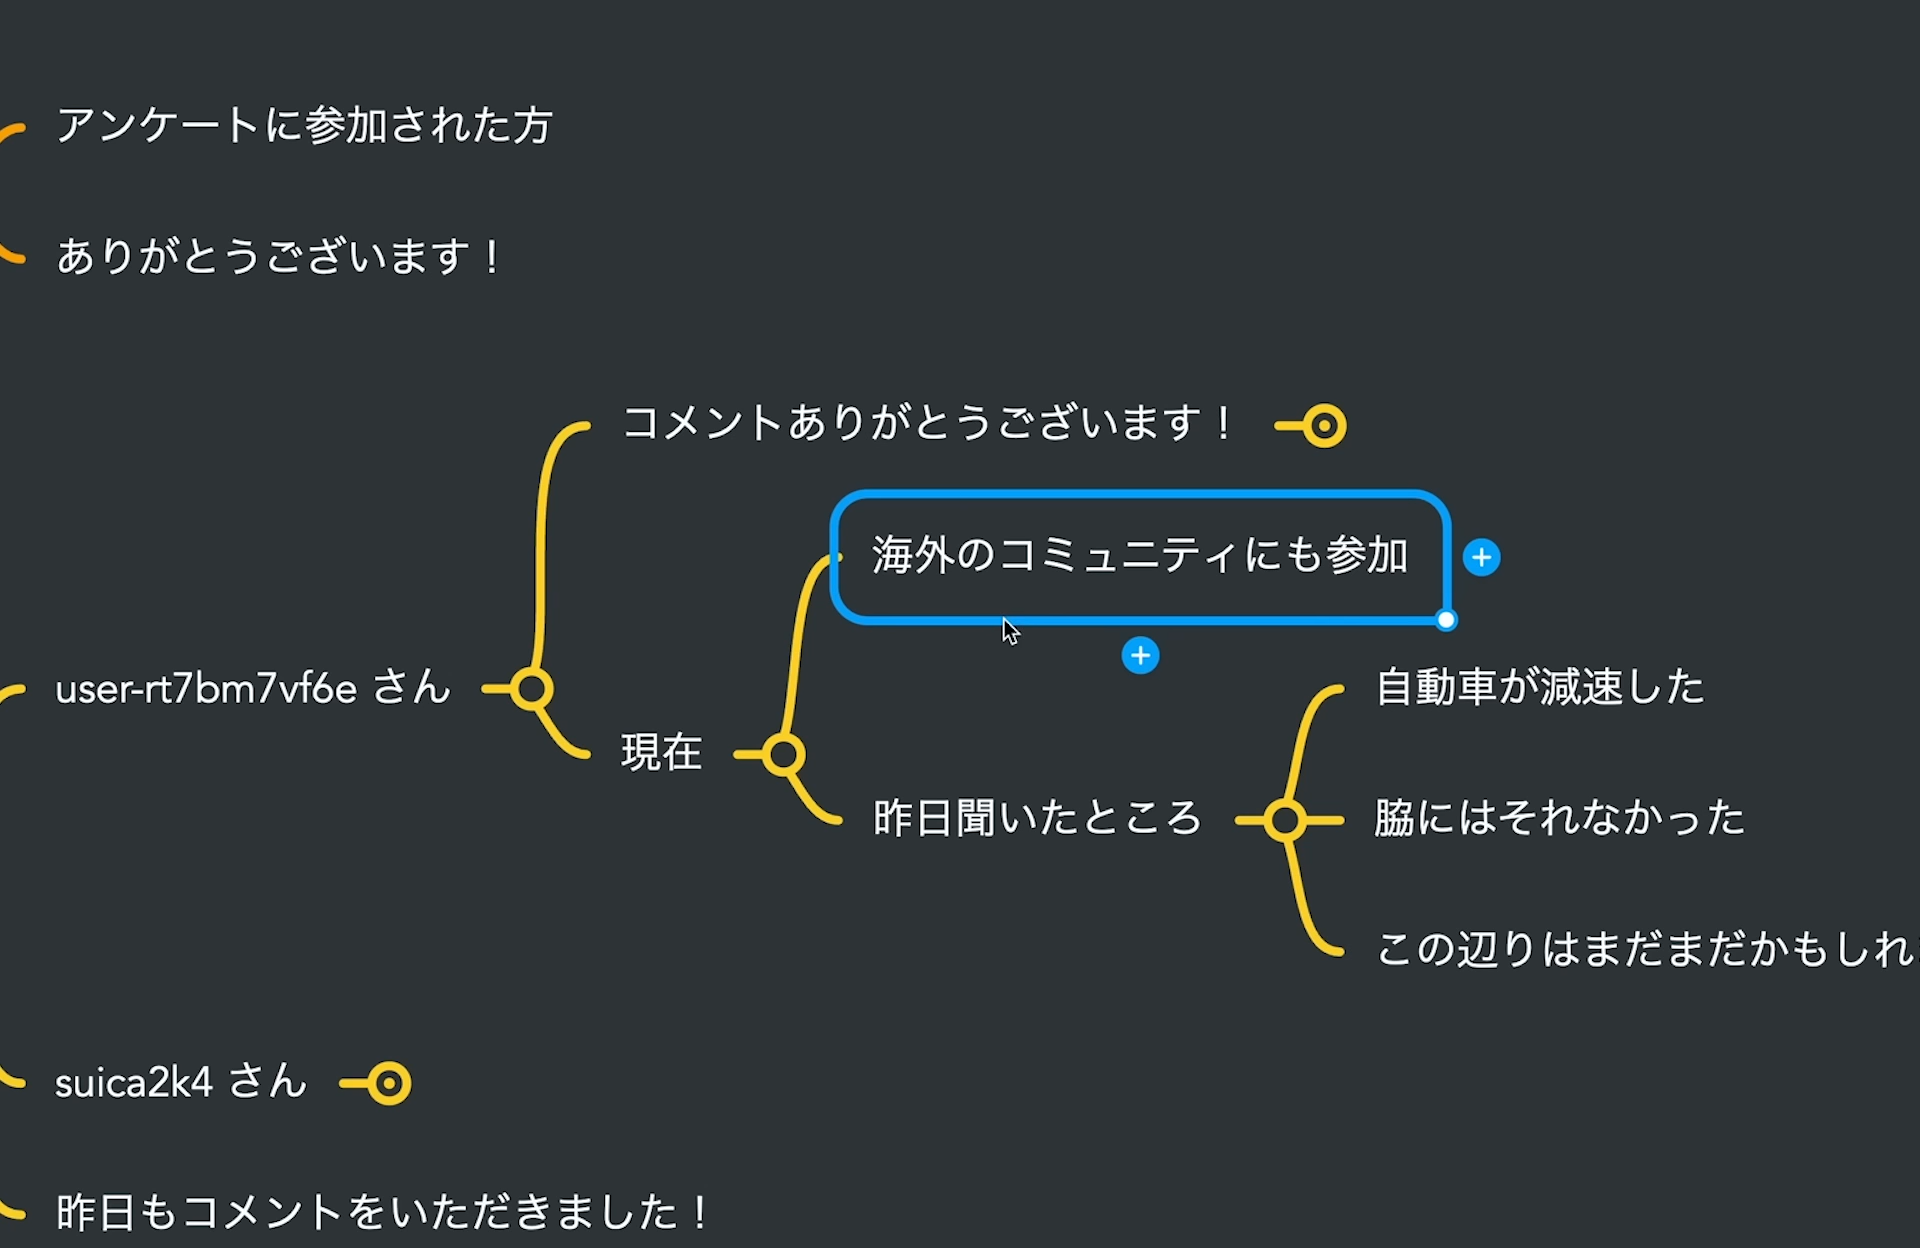 アンケートに参加された方
ありがとうございます！
コメントありがとうございます！
海外のコミュニティにも参加
user-rt7bm7vf6e さん
現在
自動車が減速した
昨日聞いたところ
脇にはそれなかった
この辺りはまだまだかもしれ
suica2k4 さん
昨日もコメントをいただきました！